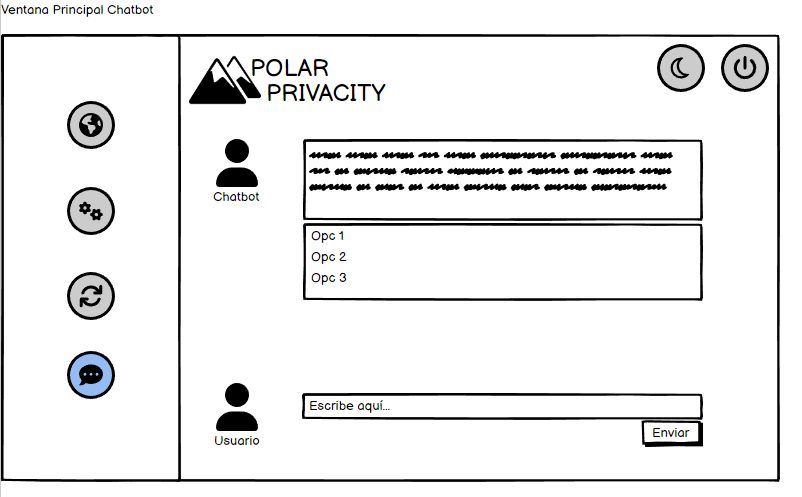 Ventana Principal Chatbot
POLAR
PRIVACITY
Chatbot
Opc 1
Opc 2
Opc 3
Usuario
Escribe aquí...
Enviar